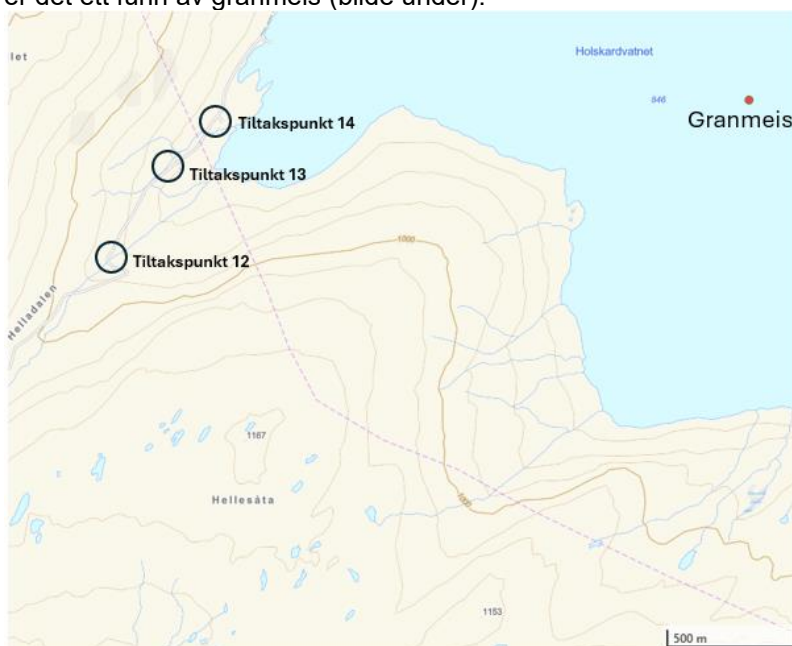 er det ett funn av granmeis (bilde under).
let
Holskardvatnet
846
Granmeis
Tiltakspunkt 14
Tiltakspunkt 13
Tiltakspunkt 12
1000
Helladalen
1167
Hellesåta
1000
1153
500 m